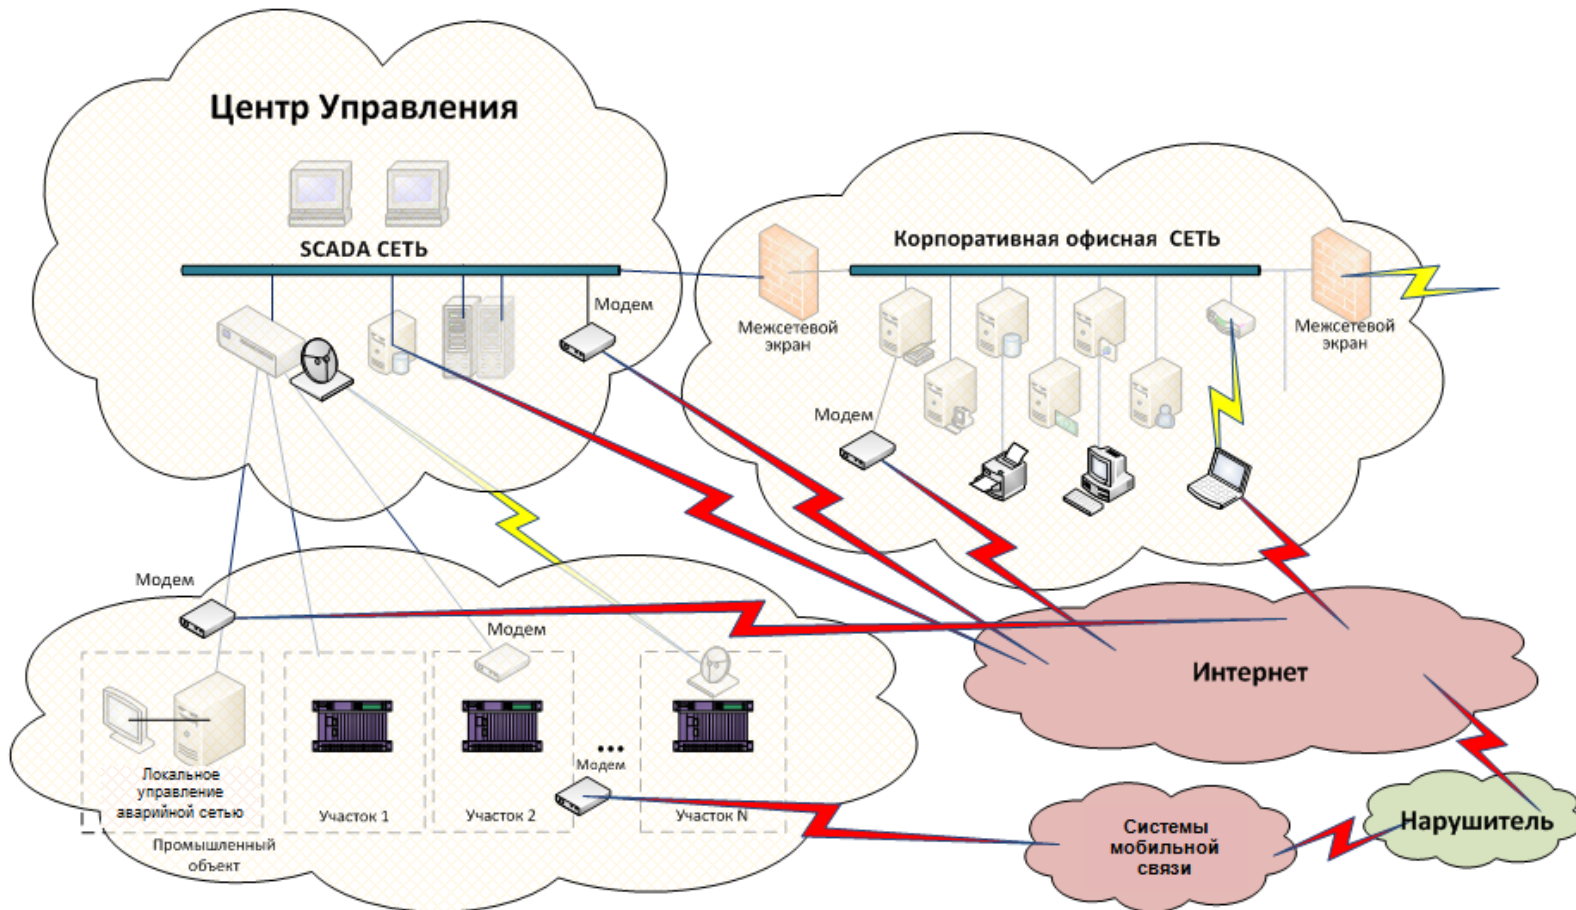 Центр Управления
SCADA СЕТЬ
Модем
Межсетевой
экран
Корпоративная офисная СЕТЬ
Межсетевой
экран
Модем
Модем
Модем
Интернет
Локальное
управление
аварийной сетью
Участок 1
Участок 2
...
Модем
Участок N
Промышленный
объект
Системы
мобильной
связи
Нарушитель